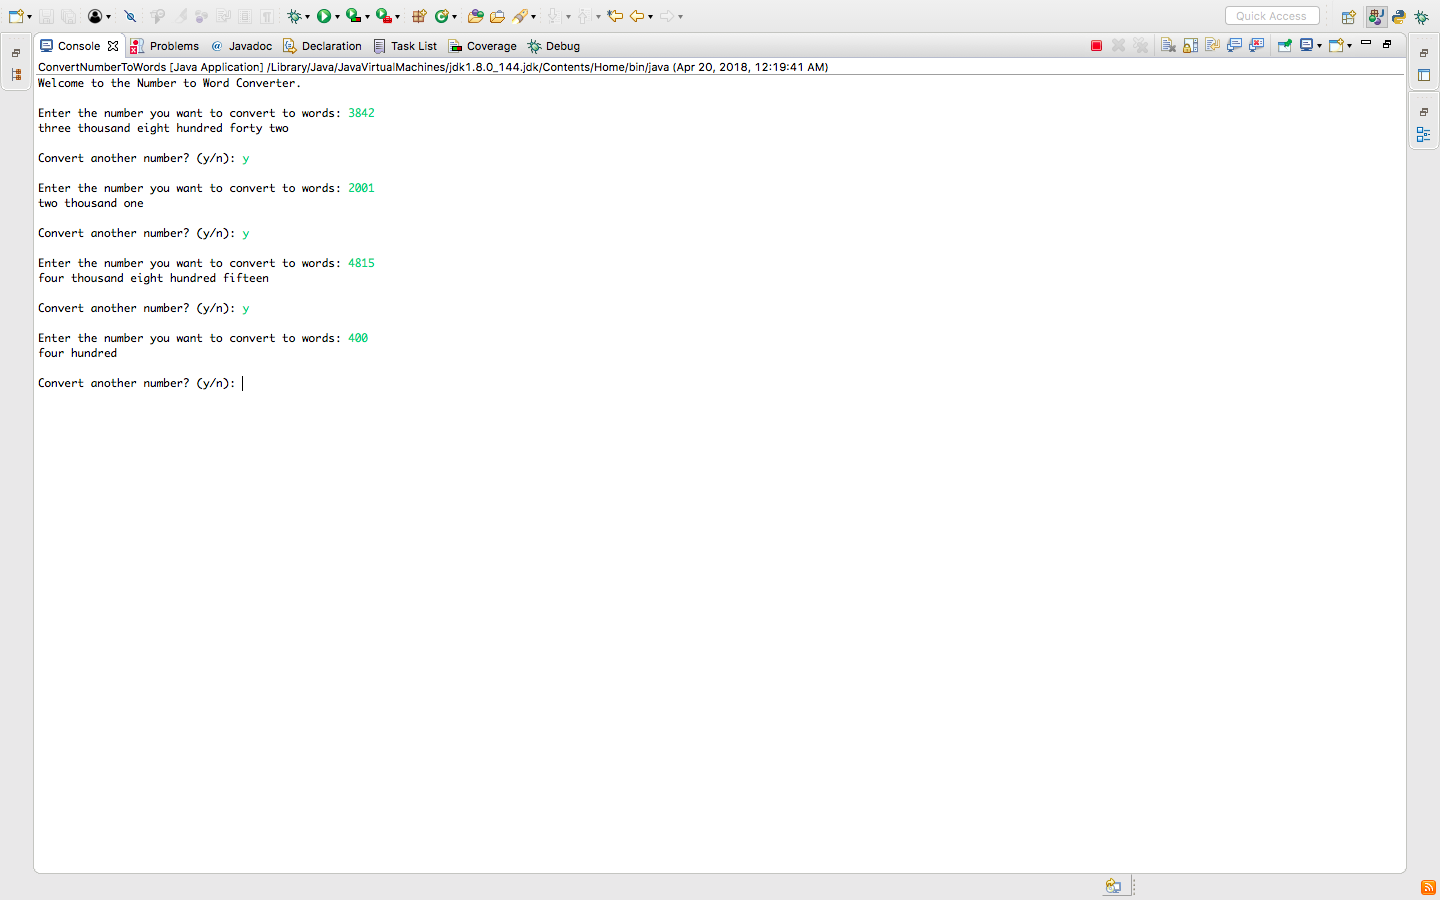 Quick Access
Console Problems @ Javadoc Declaration Task List Coverage Debug
ConvertNumberToWords [Java Application] /Library/Java/JavaVirtualMachines/jdk1.8.0_144.jdk/Contents/Home/bin/java (Apr 20, 2018, 12:19:41 AM)
Welcome to the Number to Word Converter.
Enter the number you want to convert to words: 3842
three thousand eight hundred forty two
Convert another number? (y/n): y
Enter the number you want to convert to words: 2001
two thousand one
Convert another number? (y/n): y
Enter the number you want to convert to words: 4815
four thousand eight hundred fifteen
Convert another number? (y/n): y
Enter the number you want to convert to words: 400
four hundred
Convert another number? (y/n):